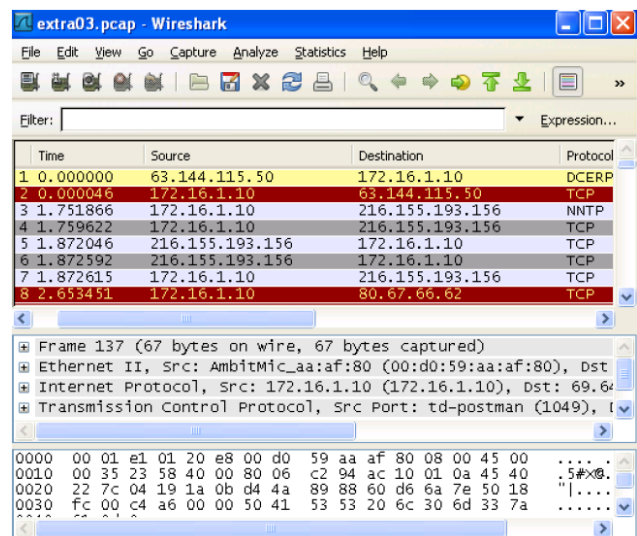 extra03.pcap - Wireshark
File Edit View Go Capture Analyze Statistics Help
»
Filter: Expression...
Time Source Destination Protocol
1 0.000000 63.144.115.50 172.16.1.10 DCERP
2 0.000046 172.16.1.10 63.144.115.50 TCP
3 1.751866 172.16.1.10 216.155.193.156 NNTP
4 1.759622 172.16.1.10 216.155.193.156 TCP
5 1.872046 216.155.193.156 172.16.1.10 TCP
6 1.872592 216.155.193.156 172.16.1.10 TCP
7 1.872615 172.16.1.10 216.155.193.156 TCP
8 2.653451 172.16.1.10 80.67.66.62 TCP
Frame 137 (67 bytes on wire, 67 bytes captured)
Ethernet II, Src: AmbitMic_aa:af:80 (00:d0:59:aa:af:80), Dst
Internet Protocol, Src: 172.16.1.10 (172.16.1.10), Dst: 69.64
Transmission Control Protocol, Src Port: td-postman (1049),
0000 00 01 e1 01 20 e8 00 d0 59 aa af 80 08 00 45 00 .... .
0010 00 35 23 58 40 00 80 06 c2 94 ac 10 01 0a 45 40 .5#X@.
0020 22 7c 04 19 1a 0b d4 4a 89 88 60 d6 6a 7e 50 18 "|....
0030 fc 00 c4 a6 00 00 50 41 53 53 20 6c 30 6d 33 7a ......